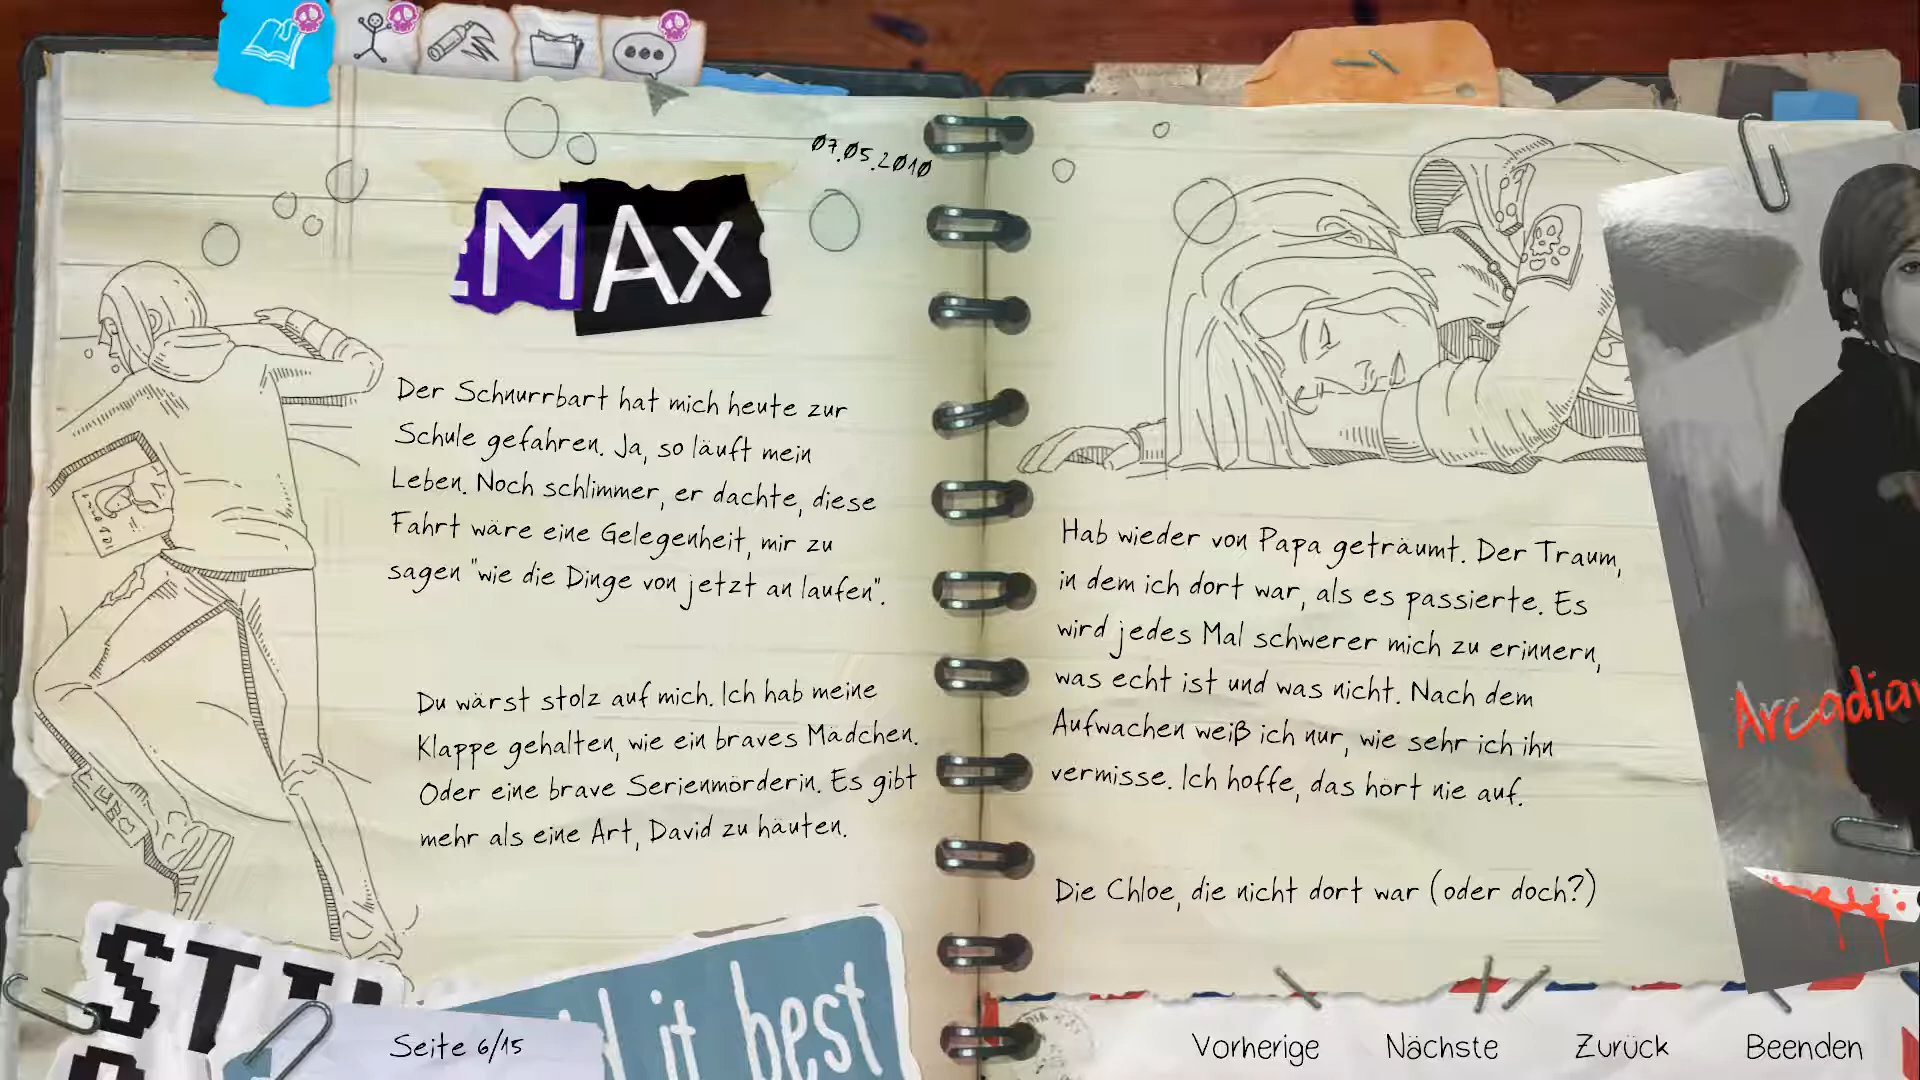 07.05.2010
MAx
Der Schnurrbart hat mich heute zur
Schule gefahren. Ja, so läuft mein
Leben. Noch schlimmer, er dachte, diese
Fahrt wäre eine Gelegenheit, mir zu
sagen "wie die Dinge von jetzt an laufen".
Du wärst stolz auf mich. Ich hab meine
Klappe gehalten, wie ein braves Mädchen.
Oder eine brave Serienmörderin. Es gibt
mehr als eine Art, David zu häuten.
it best
Seite 6/15
Hab wieder von Papa geträumt. Der Traum,
in dem ich dort war, als es passierte. Es
wird jedes Mal schwerer mich zu erinnern,
was echt ist und was nicht. Nach dem
Aufwachen weiß ich nur, wie sehr ich ihn
vermisse. Ich hoffe, das hört nie auf.
Die Chloe, die nicht dort war (oder doch?)
Arcadia
Vorherige Nächste Zurück Beenden